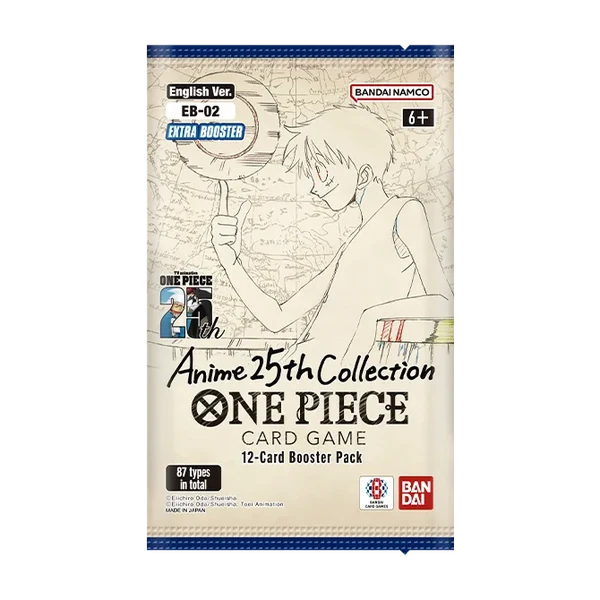 English Ver.
EB-02
EXTRA BOOSTER
BANDAI NAMCO
6+
TV animation
ONE PIECE
25th
Anime 25th Collection
ONE PIECE
CARD GAME
12-Card Booster Pack
87 types
in total
©Eiichiro Oda/Shueisha
©Eiichiro Oda/Shueisha, Toei Animation
MADE IN JAPAN
BANDAI
CARD GAMES
BAN
DAI